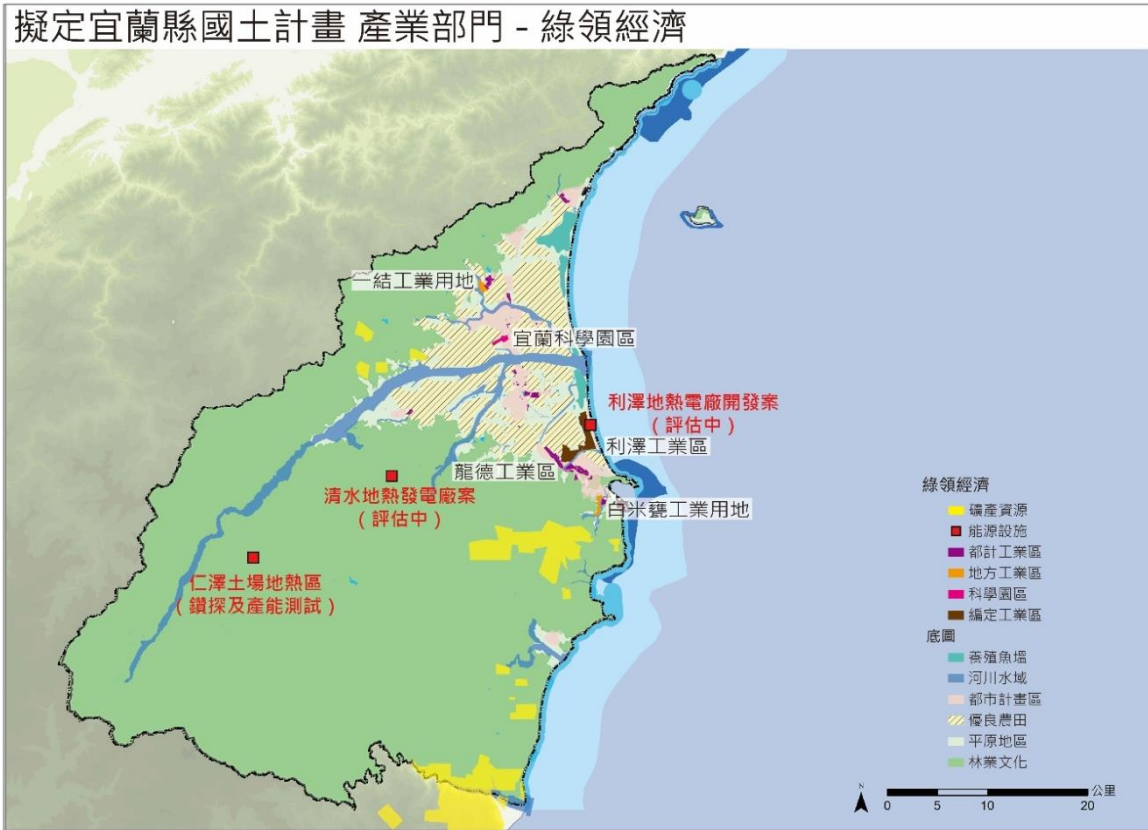 擬定宜蘭縣國土計畫 產業部門 - 綠領經濟
一結工業用地
宜蘭科學園區
利澤地熱電廠開發案
（評估中）
利澤工業區
龍德工業區
清水地熱發電廠案
（評估中）
白米甕工業用地
仁澤土場地熱區
（鑽探及產能測試）
綠領經濟
礦產資源
能源設施
都計工業區
地方工業區
科學園區
編定工業區
底圖
養殖魚塭
河川水域
都市計畫區
優良農田
平原地區
林業文化
N
公里
0 5 10 20